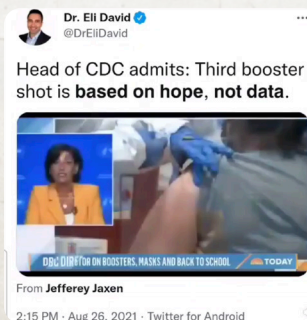 Dr. Eli David
@DrEliDavid
Head of CDC admits: Third booster
shot is based on hope, not data.
DIRECTOR ON BOOSTERS, MASKS AND BACK TO SCHOOL
TODAY
From Jefferey Jaxen
2:15 PM · Aug 26, 2021 · Twitter for Android